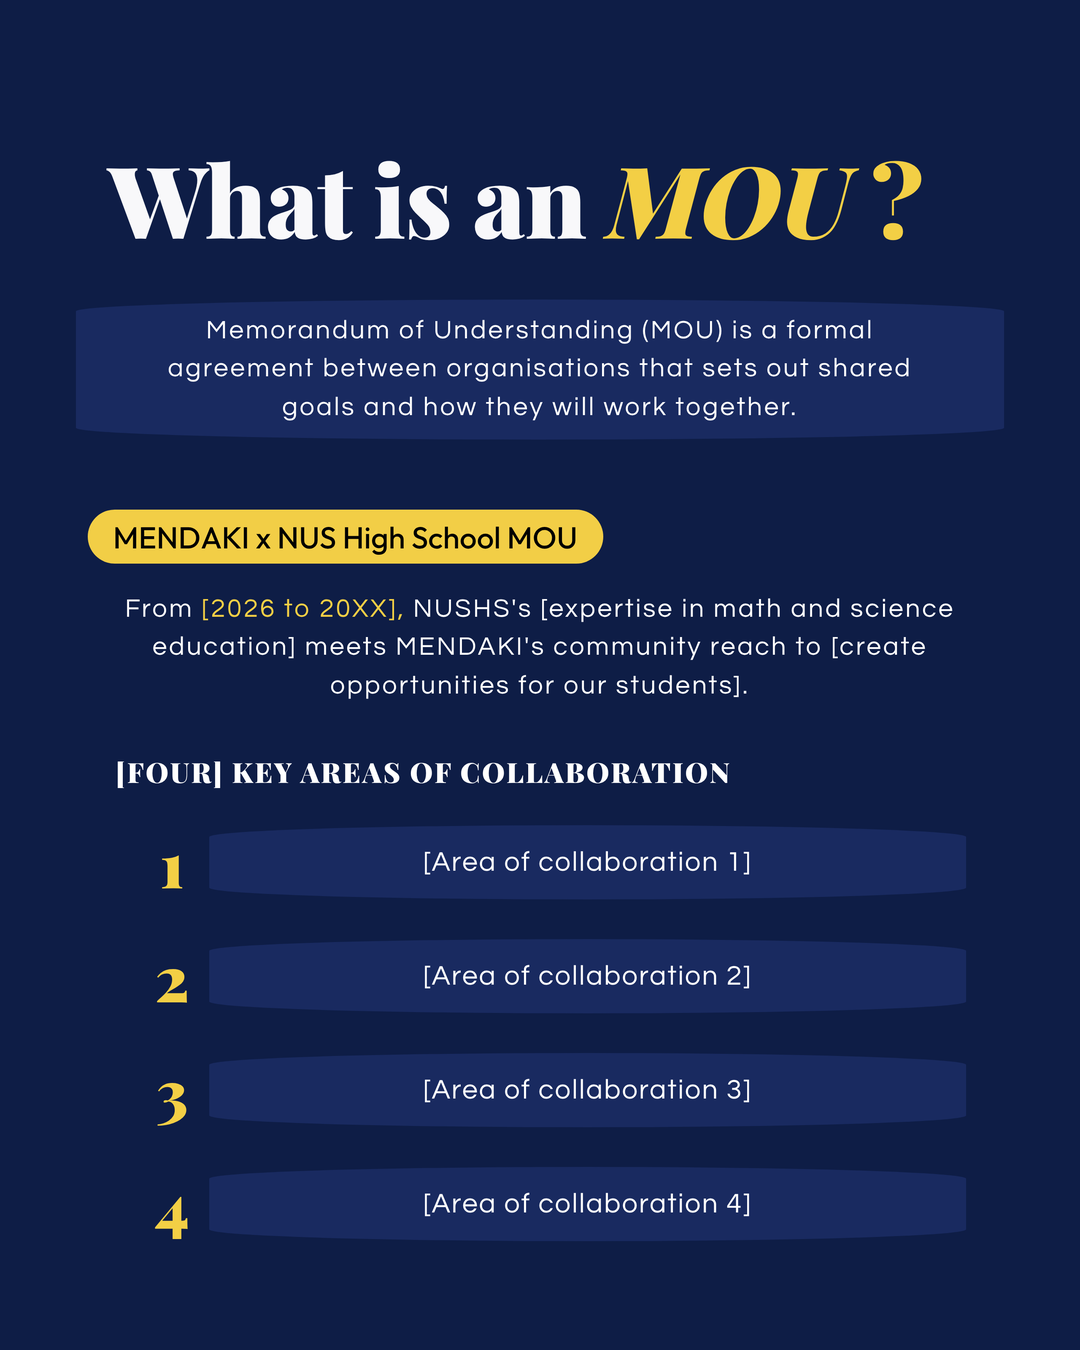 What is an MOU ?
Memorandum of Understanding (MOU) is a formal
agreement between organisations that sets out shared
goals and how they will work together.
MENDAKI x NUS High School MOU
From [2026 to 20XX], NUSHS's [expertise in math and science
education] meets MENDAKI's community reach to [create
opportunities for our students].
[FOUR] KEY AREAS OF COLLABORATION
1 [Area of collaboration 1]
2 [Area of collaboration 2]
3 [Area of collaboration 3]
4 [Area of collaboration 4]